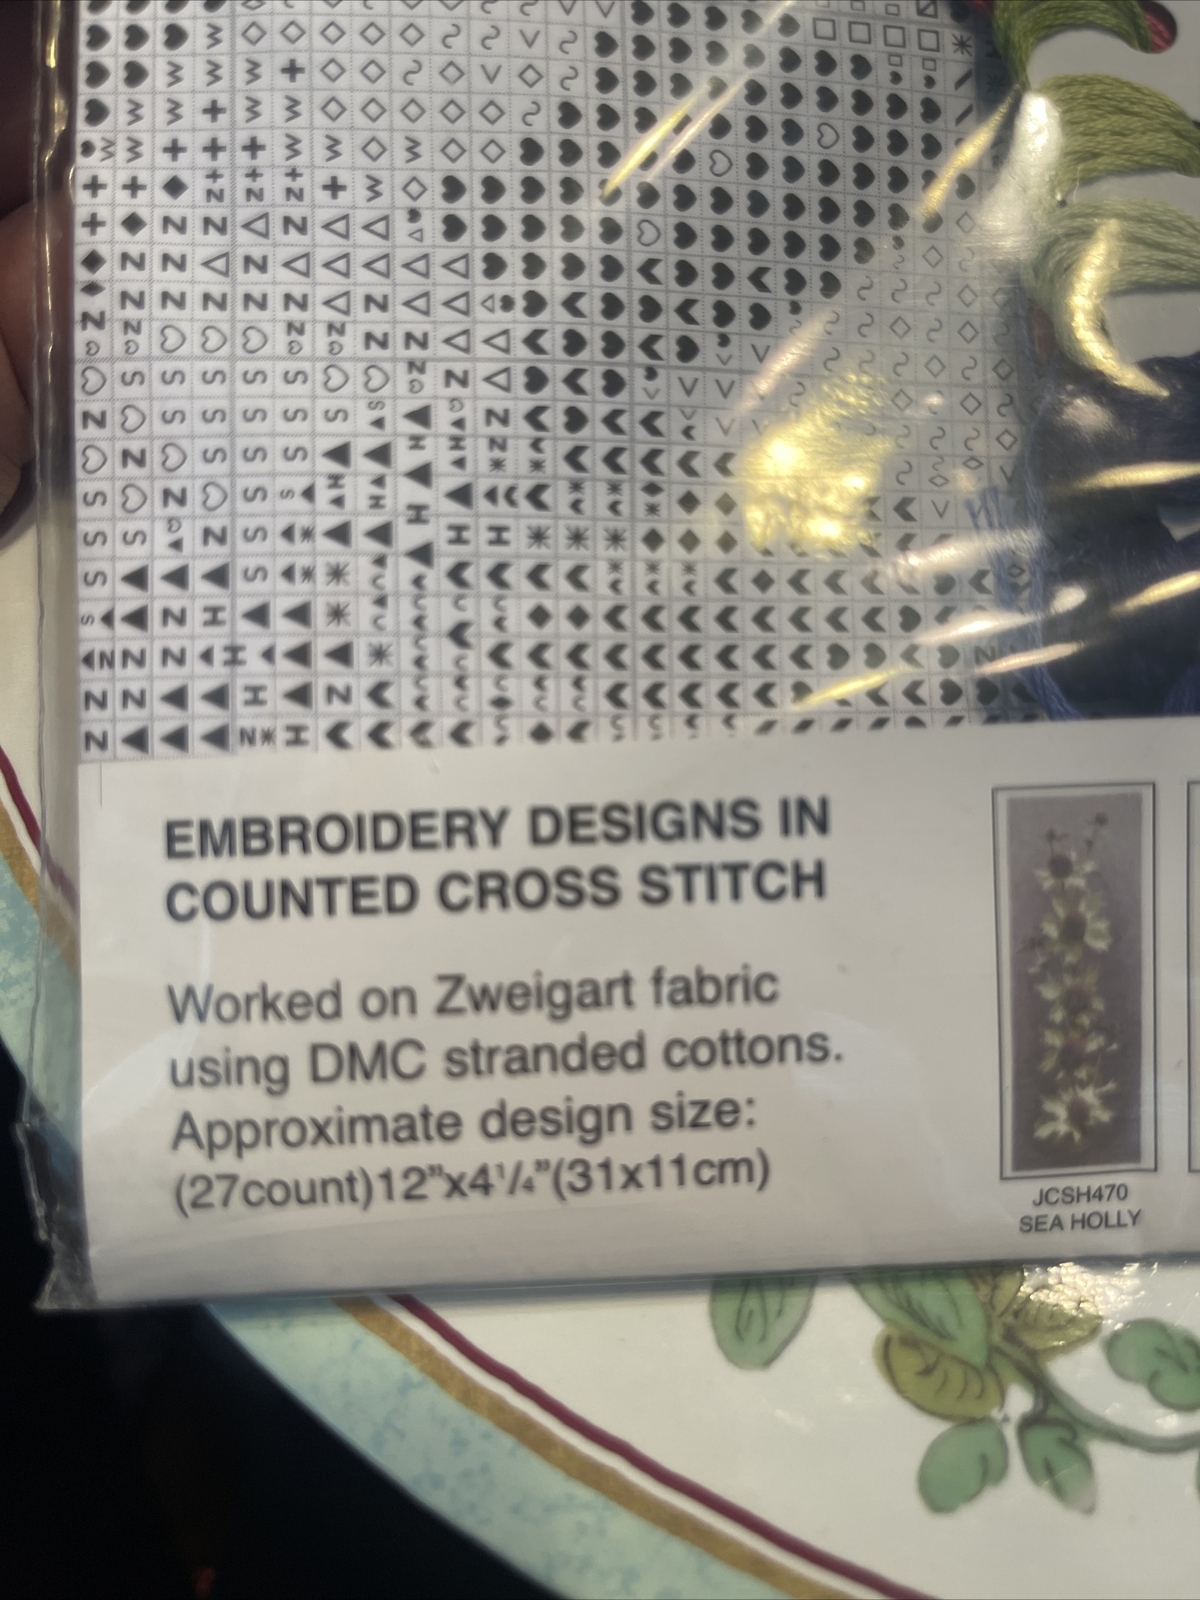 EMBROIDERY DESIGNS IN
COUNTED CROSS STITCH
Worked on Zweigart fabric
using DMC stranded cottons.
Approximate design size:
(27count)12”x4¹/₄”(31x11cm)
JCSH470
SEA HOLLY